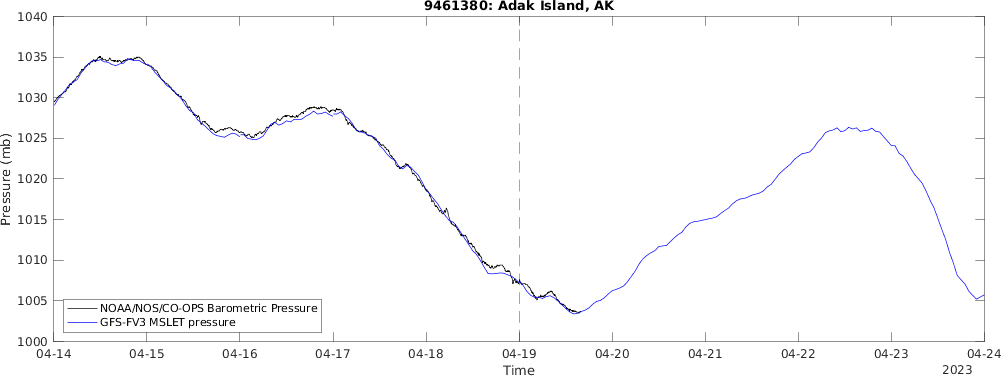 9461380: Adak Island, AK
Pressure (mb)
1040
1035
1030
1025
1020
1015
1010
1005
1000
NOAA/NOS/CO-OPS Barometric Pressure
GFS-FV3 MSLET pressure
04-14 04-15 04-16 04-17 04-18 04-19 04-20 04-21 04-22 04-23 04-24
Time
2023